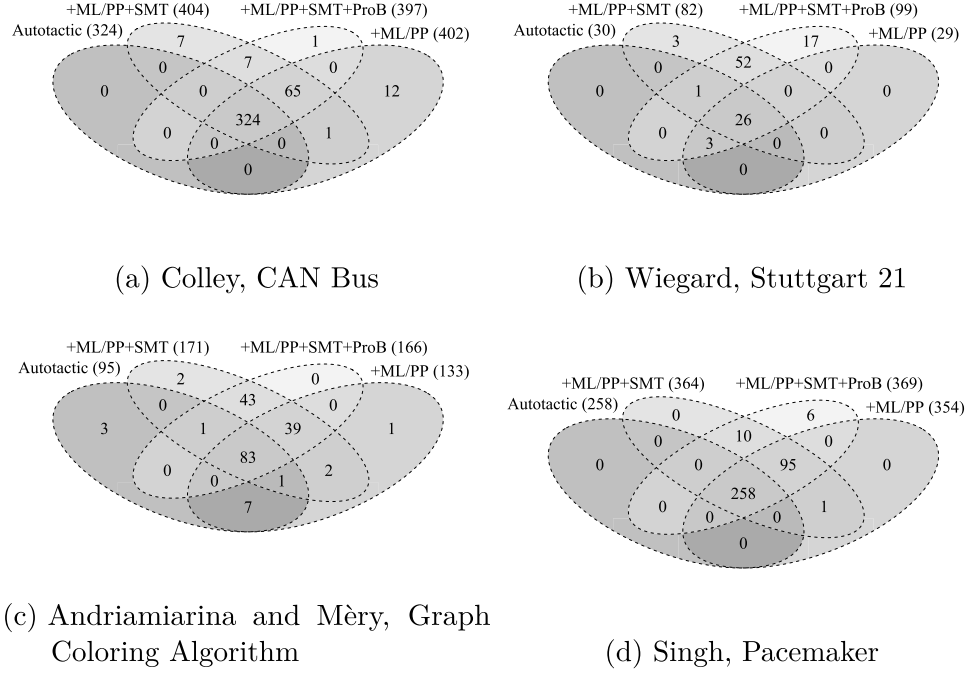 +ML/PP+SMT (404) +ML/PP+SMT+ProB (397)
Autotactic (324) +ML/PP (402)
7 1
0 7 0
0 0 65 12
324
0 0 0 1
0
(a) Colley, CAN Bus
+ML/PP+SMT (82) +ML/PP+SMT+ProB (99)
Autotactic (30) +ML/PP (29)
3 17
0 52 0
0 1 0 0
26
0 3 0 0
0
(b) Wiegard, Stuttgart 21
+ML/PP+SMT (171) +ML/PP+SMT+ProB (166)
Autotactic (95) +ML/PP (133)
2 0
0 43 0
3 1 39 1
83
0 0 1 2
7
(c) Andriamiarina and Mèry, Graph
Coloring Algorithm
+ML/PP+SMT (364) +ML/PP+SMT+ProB (369)
Autotactic (258) +ML/PP (354)
0 6
0 10 0
0 0 95 0
258
0 0 0 1
0
(d) Singh, Pacemaker